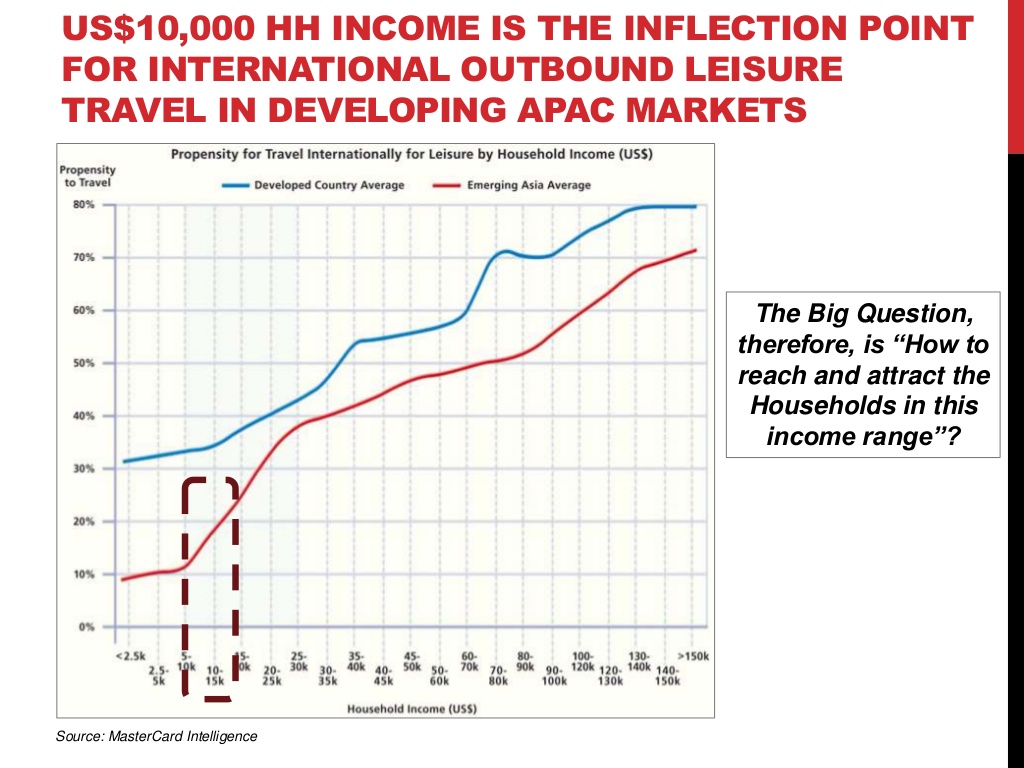 US$10,000 HH INCOME IS THE INFLECTION POINT
FOR INTERNATIONAL OUTBOUND LEISURE
TRAVEL IN DEVELOPING APAC MARKETS
Propensity for Travel Internationally for Leisure by Household Income (US$)
Propensity
to Travel
Developed Country Average
Emerging Asia Average
80%
70%
60%
50%
40%
30%
20%
10%
0%
<2.5k
2.5-
5k
5-
10k
10-
15k
20-
25k
25-
30k
30-
35k
35-
40k
40-
45k
45-
50k
50-
60k
60-
70k
70-
80k
80-
90k
90-
100k
100-
120k
120-
130k
130-
140k
140-
150k
>150k
Household Income (US$)
The Big Question,
therefore, is “How to
reach and attract the
Households in this
income range”?
Source: MasterCard Intelligence